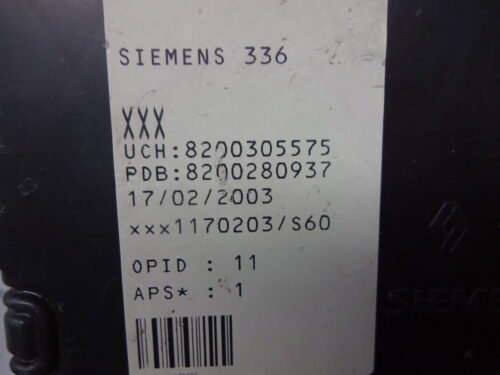 SIEMENS 336
XXX
UCH:8200305575
PDB:8200280937
17/02/2003
xxx1170203/S60
OPID : 11
APS* : 1